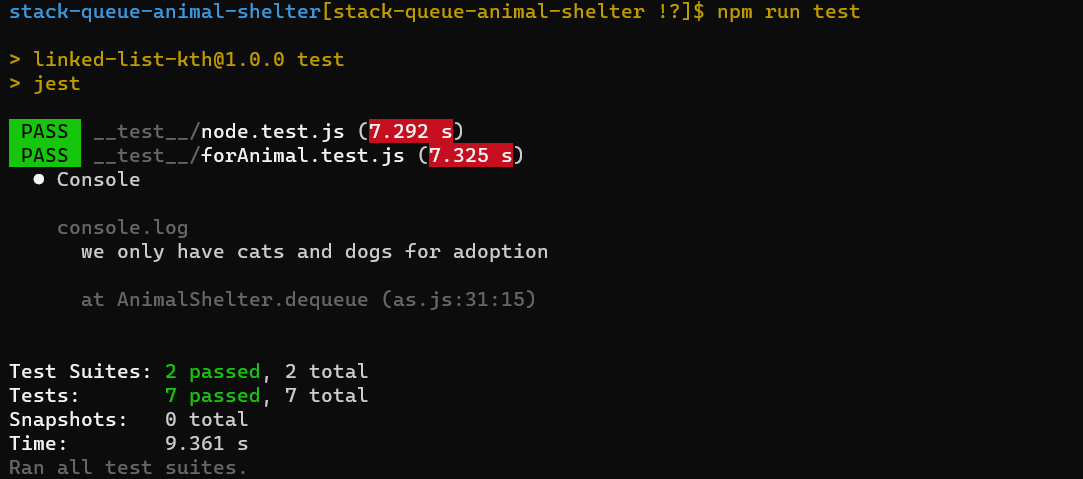 stack-queue-animal-shelter[stack-queue-animal-shelter !?]$ npm run test
> linked-list-kth@1.0.0 test
> jest
PASS __test__/node.test.js (7.292 s)
PASS __test__/forAnimal.test.js (7.325 s)
● Console
console.log
we only have cats and dogs for adoption
at AnimalShelter.dequeue (as.js:31:15)
Test Suites: 2 passed, 2 total
Tests: 7 passed, 7 total
Snapshots: 0 total
Time: 9.361 s
Ran all test suites.